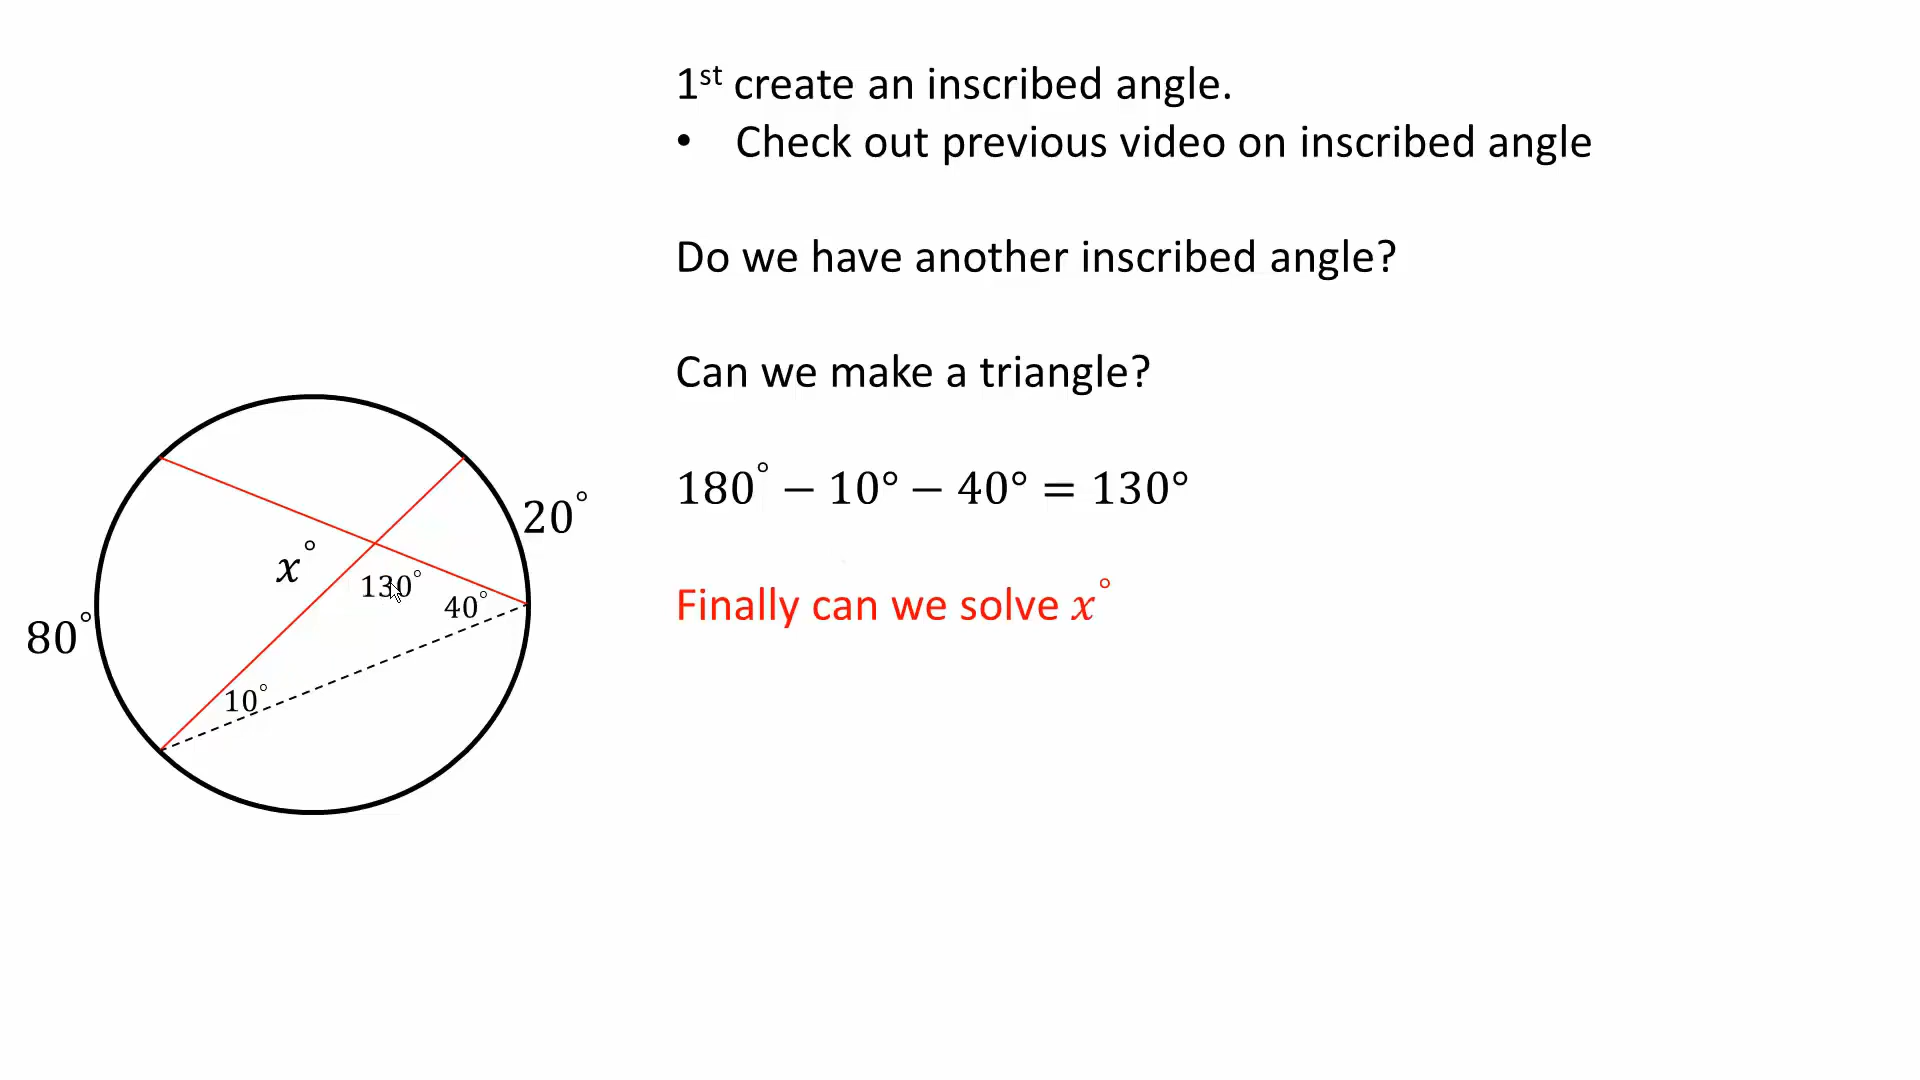 1st create an inscribed angle.
• Check out previous video on inscribed angle
Do we have another inscribed angle?
Can we make a triangle?
180° − 10° − 40° = 130°
Finally can we solve x°
20°
x°
130°
40°
80°
10°